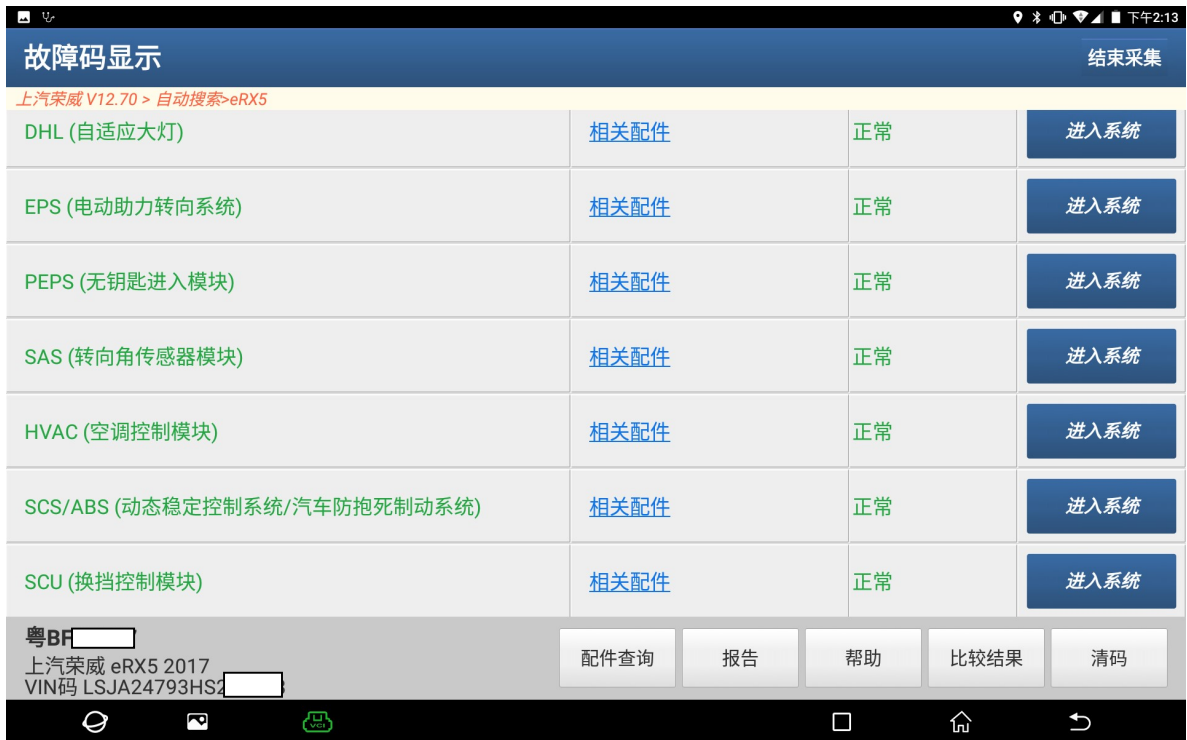 下午2:13
故障码显示
结束采集
上汽荣威 V12.70 > 自动搜索>eRX5
DHL (自适应大灯) 相关配件 正常 进入系统
EPS (电动助力转向系统) 相关配件 正常 进入系统
PEPS (无钥匙进入模块) 相关配件 正常 进入系统
SAS (转向角传感器模块) 相关配件 正常 进入系统
HVAC (空调控制模块) 相关配件 正常 进入系统
SCS/ABS (动态稳定控制系统/汽车防抱死制动系统) 相关配件 正常 进入系统
SCU (换挡控制模块) 相关配件 正常 进入系统
粤BF
上汽荣威 eRX5 2017
VIN码 LSJA24793HS2
配件查询 报告 帮助 比较结果 清码
VCI